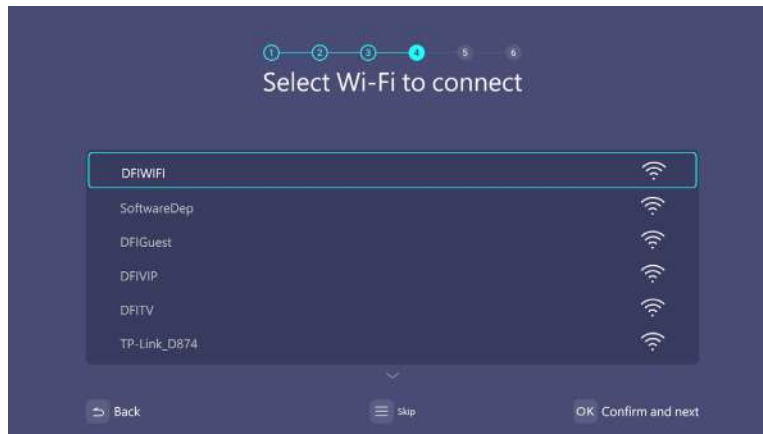 1 2 3 4 5 6
Select Wi-Fi to connect
DFIWIFI
SoftwareDep
DFIGuest
DFIVIP
DFITV
TP-Link_D874
Back
Skip
OK Confirm and next